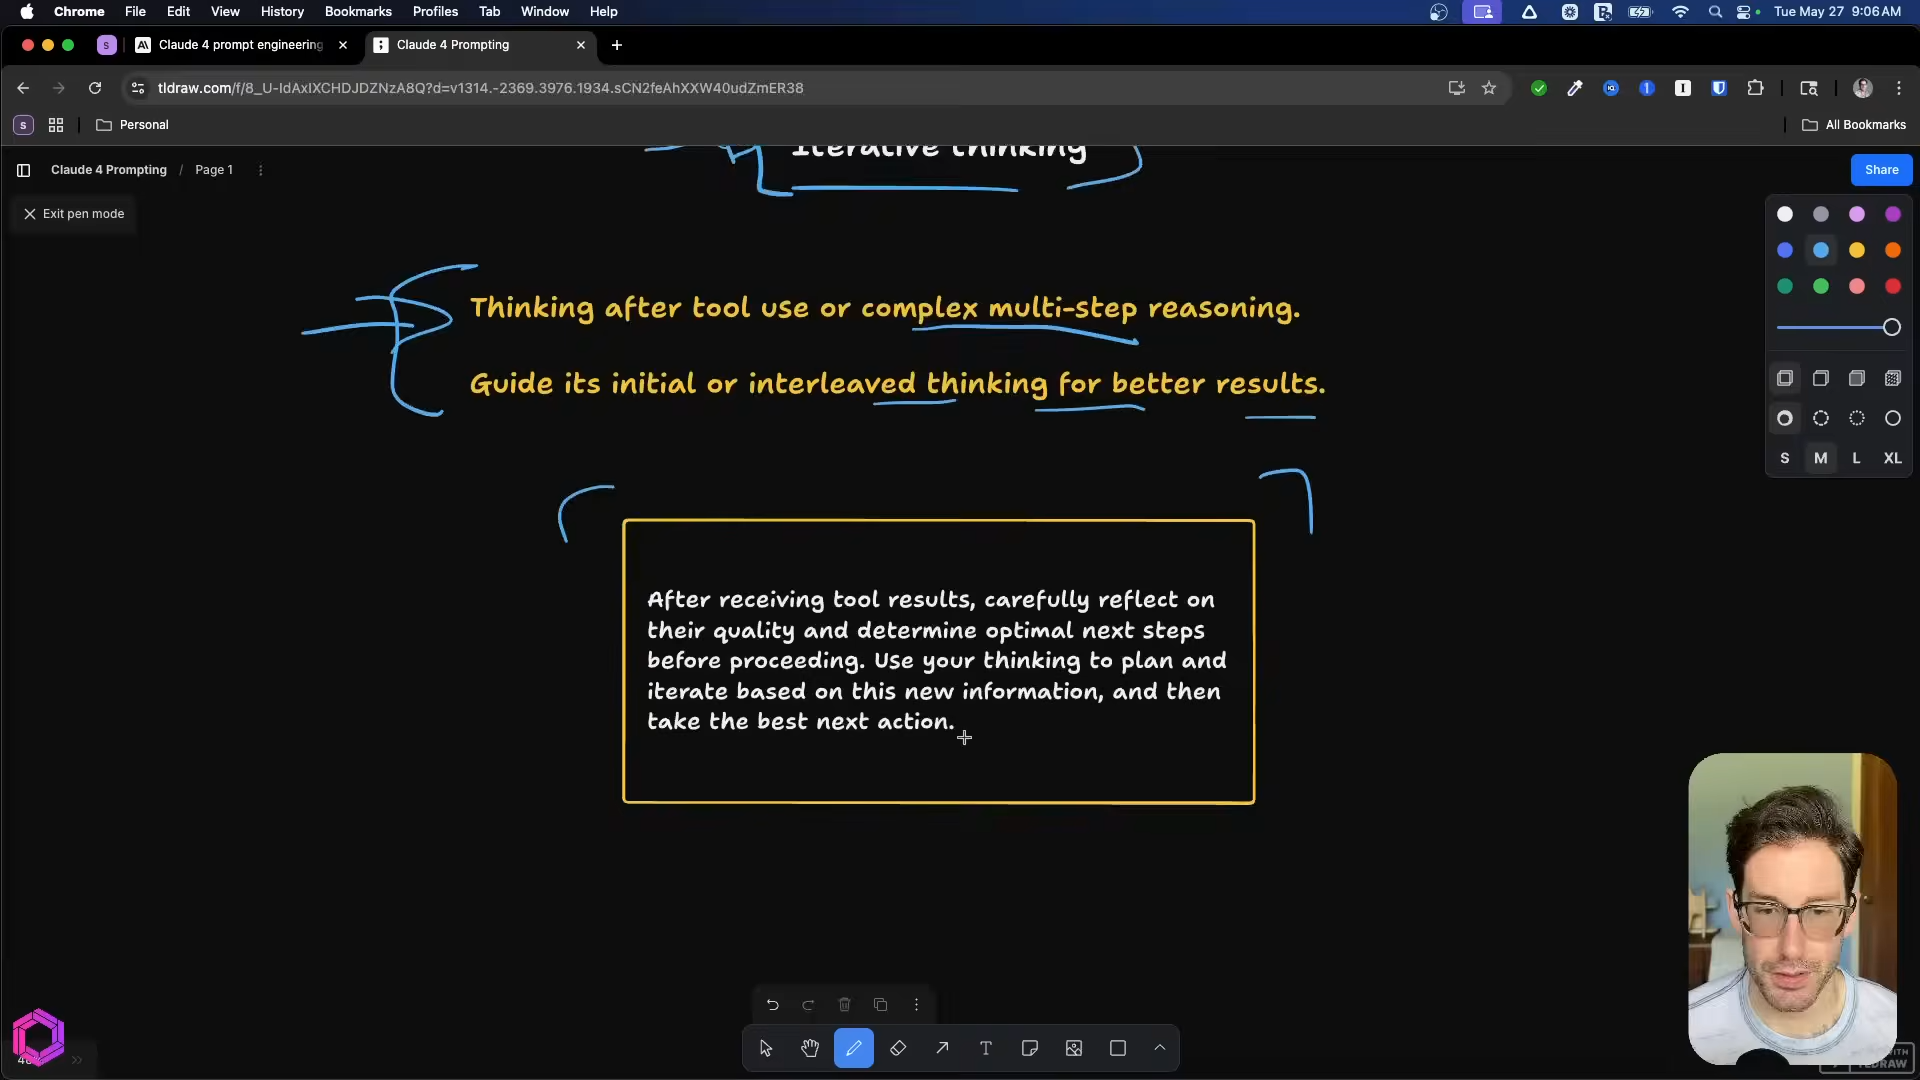 Chrome File Edit View History Bookmarks Profiles Tab Window Help Tue May 27 9:06 AM
S Claude 4 prompt engineering Claude 4 Prompting
tldraw.com/f/8_U-IdAxIXCHDJDZNzA8Q?d=v1314.-2369.3976.1934.sCN2feAhXXW40udZmER38
S Personal All Bookmarks
Iterative thinking
Claude 4 Prompting / Page 1
Share
Exit pen mode
Thinking after tool use or complex multi-step reasoning.
Guide its initial or interleaved thinking for better results.
S M L XL
After receiving tool results, carefully reflect on
their quality and determine optimal next steps
before proceeding. Use your thinking to plan and
iterate based on this new information, and then
take the best next action.